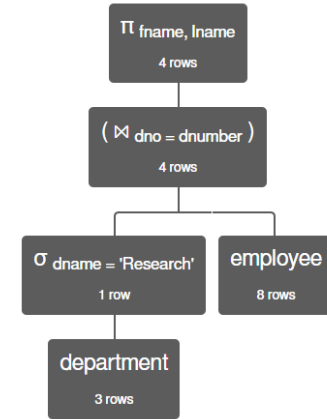 π fname, lname
4 rows
( ⋈ dno = dnumber )
4 rows
σ dname = 'Research'
1 row
employee
8 rows
department
3 rows